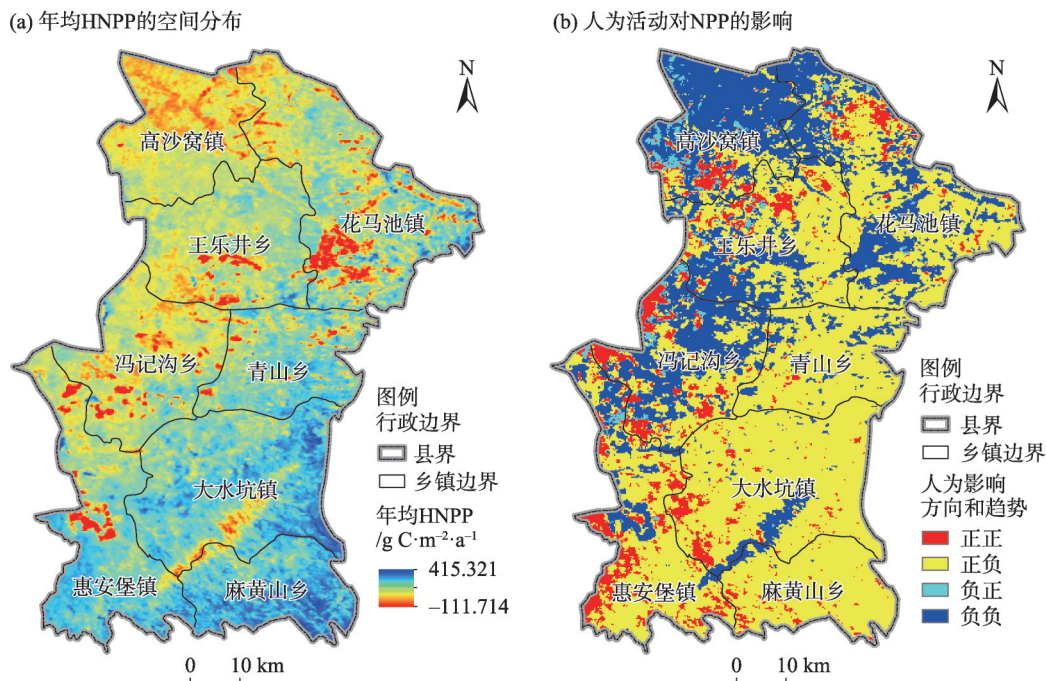 (a) 年均HNPP的空间分布
N
高沙窝镇
花马池镇
王乐井乡
冯记沟乡
青山乡
大水坑镇
惠安堡镇
麻黄山乡
图例
行政边界
县界
乡镇边界
年均HNPP
/g C·m⁻²·a⁻¹
415.321
–111.714
0 10 km
(b) 人为活动对NPP的影响
N
高沙窝镇
花马池镇
王乐井乡
冯记沟乡
青山乡
大水坑镇
惠安堡镇
麻黄山乡
图例
行政边界
县界
乡镇边界
人为影响
方向和趋势
正正
正负
负正
负负
0 10 km